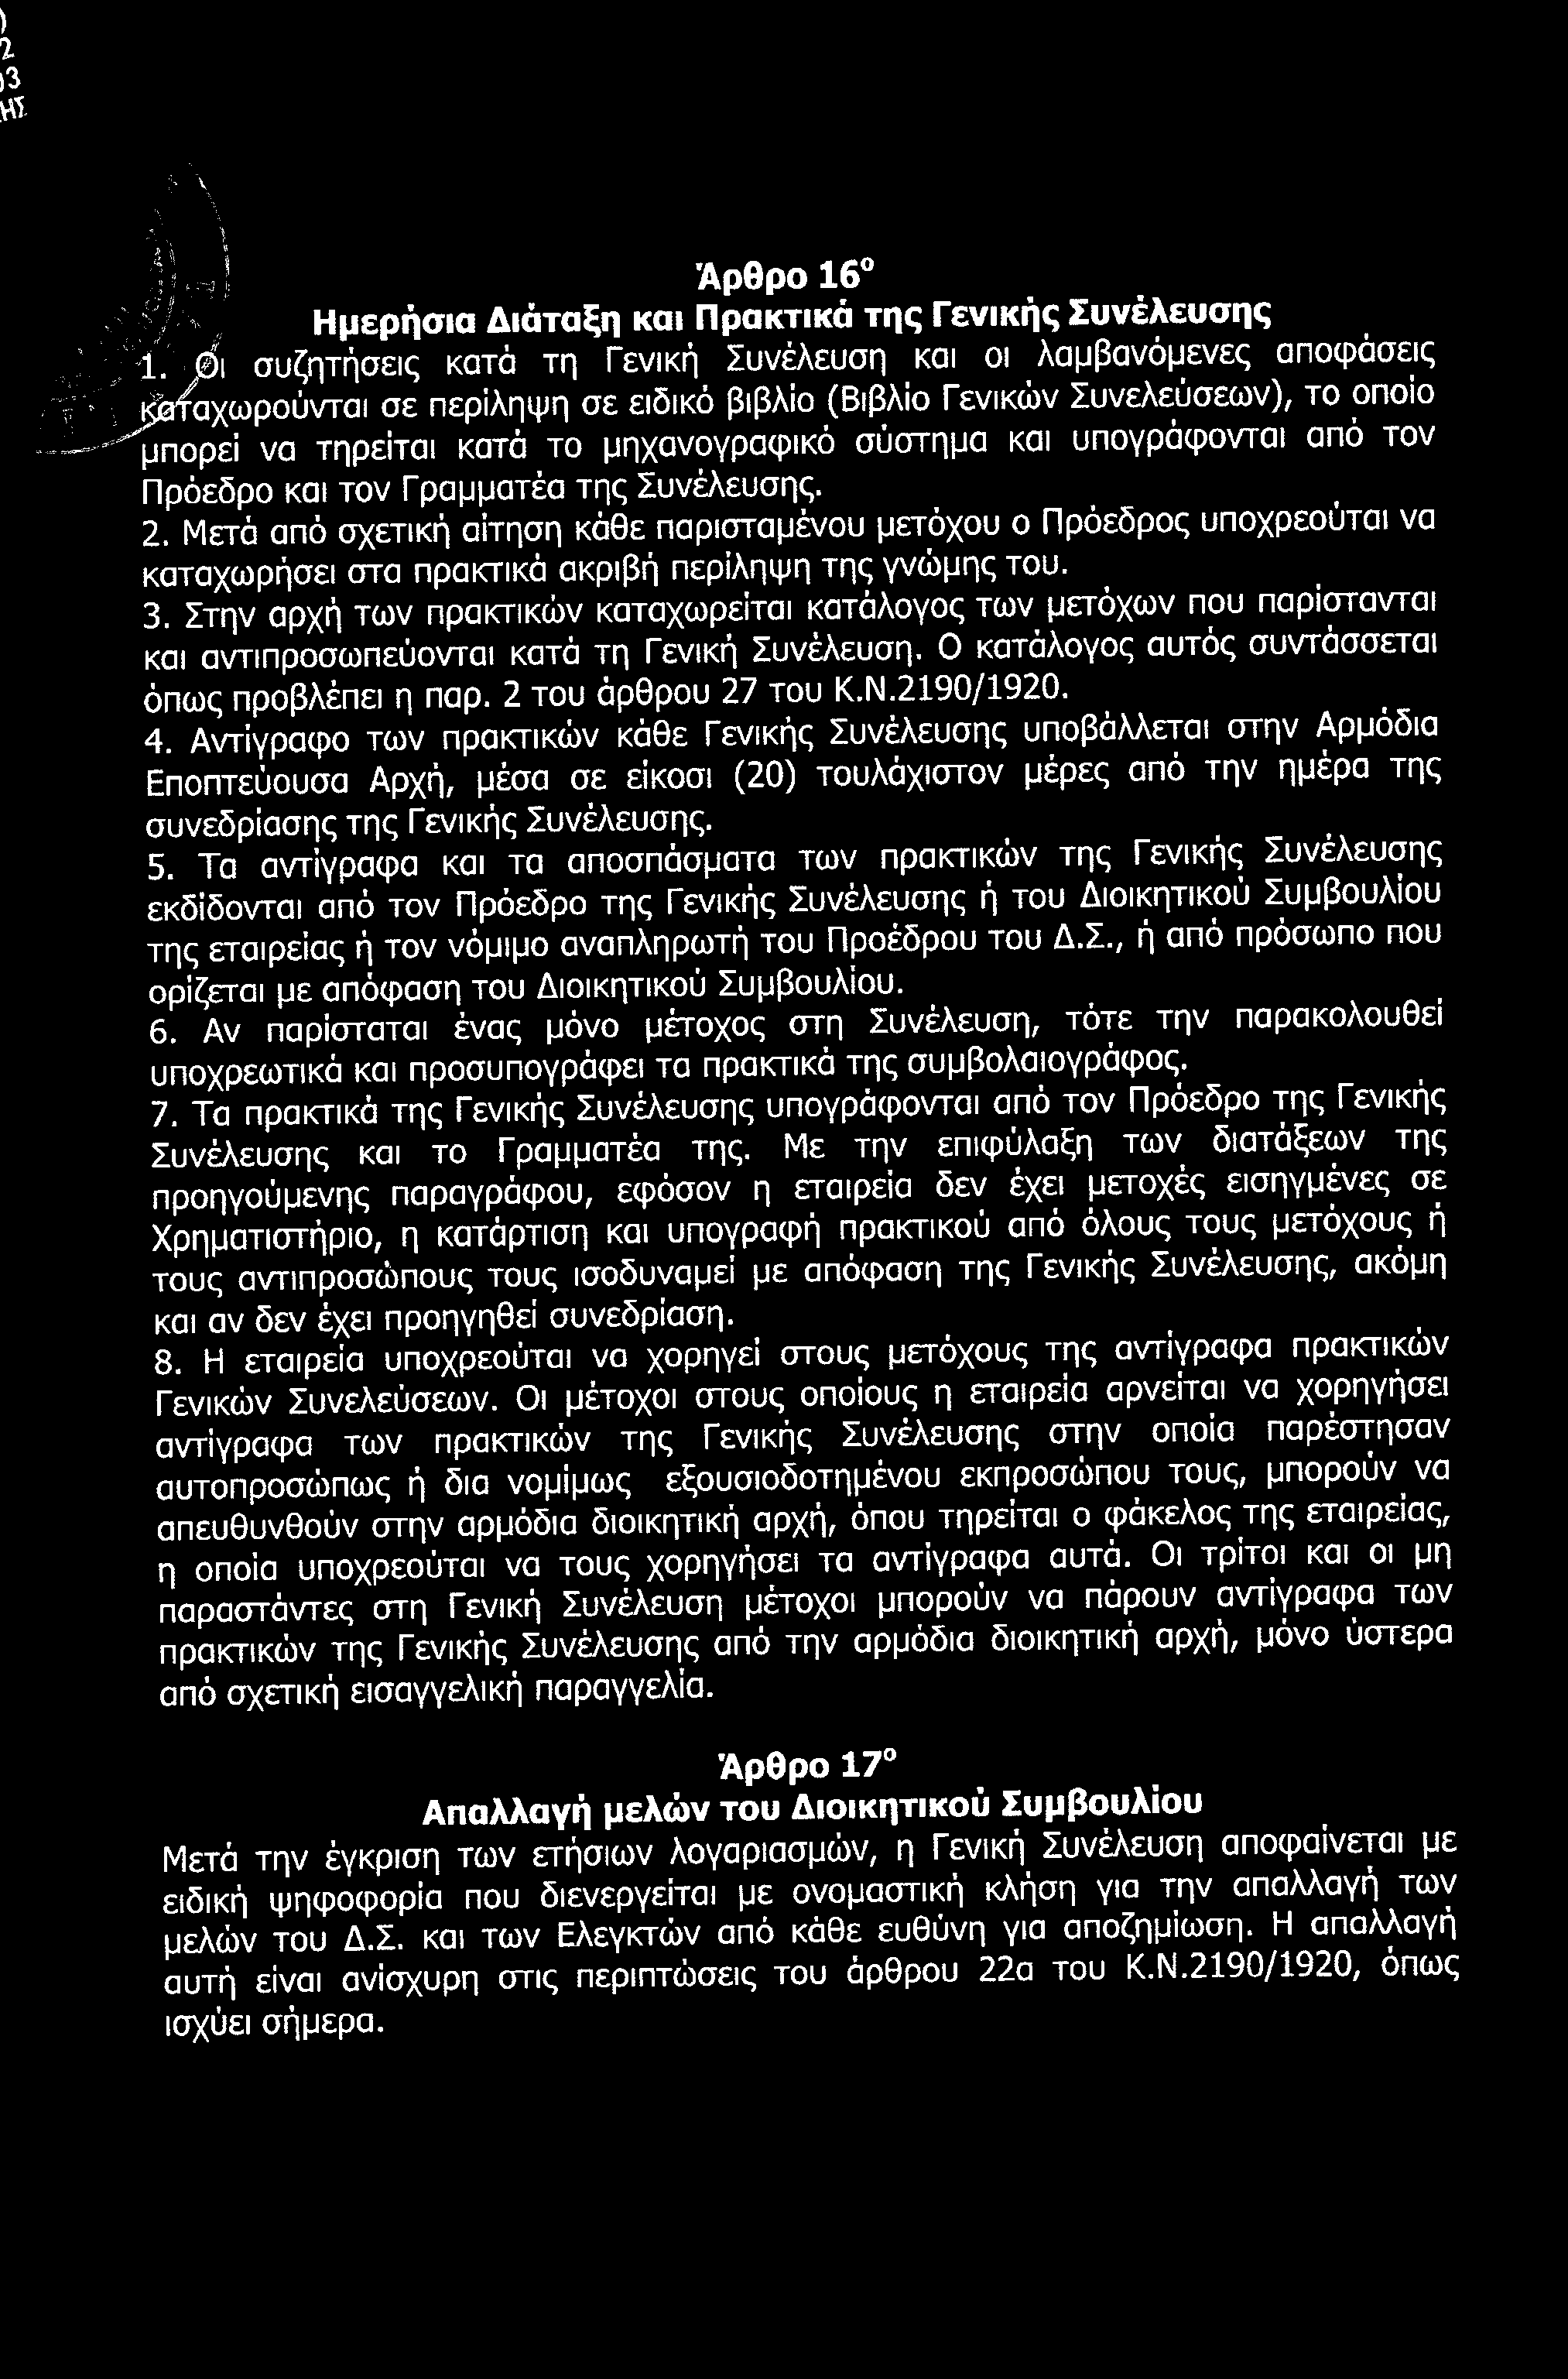 2
03
ΗΣ
Άρθρο 16°
Ημερήσια Διάταξη και Πρακτικά της Γενικής Συνέλευσης
1. Οι συζητήσεις κατά τη Γενική Συνέλευση και οι λαμβανόμενες αποφάσεις
καταχωρούνται σε περίληψη σε ειδικό βιβλίο (Βιβλίο Γενικών Συνελεύσεων), το οποίο
μπορεί να τηρείται κατά το μηχανογραφικό σύστημα και υπογράφονται από τον
Πρόεδρο και τον Γραμματέα της Συνέλευσης.
2. Μετά από σχετική αίτηση κάθε παρισταμένου μετόχου ο Πρόεδρος υποχρεούται να
καταχωρήσει στα πρακτικά ακριβή περίληψη της γνώμης του.
3. Στην αρχή των πρακτικών καταχωρείται κατάλογος των μετόχων που παρίστανται
και αντιπροσωπεύονται κατά τη Γενική Συνέλευση. Ο κατάλογος αυτός συντάσσεται
όπως προβλέπει η παρ. 2 του άρθρου 27 του Κ.Ν.2190/1920.
4. Αντίγραφο των πρακτικών κάθε Γενικής Συνέλευσης υποβάλλεται στην Αρμόδια
Εποπτεύουσα Αρχή, μέσα σε είκοσι (20) τουλάχιστον μέρες από την ημέρα της
συνεδρίασης της Γενικής Συνέλευσης.
5. Τα αντίγραφα και τα αποσπάσματα των πρακτικών της Γενικής Συνέλευσης
εκδίδονται από τον Πρόεδρο της Γενικής Συνέλευσης ή του Διοικητικού Συμβουλίου
της εταιρείας ή τον νόμιμο αναπληρωτή του Προέδρου του Δ.Σ., ή από πρόσωπο που
ορίζεται με απόφαση του Διοικητικού Συμβουλίου.
6. Αν παρίσταται ένας μόνο μέτοχος στη Συνέλευση, τότε την παρακολουθεί
υποχρεωτικά και προσυπογράφει τα πρακτικά της συμβολαιογράφος.
7. Τα πρακτικά της Γενικής Συνέλευσης υπογράφονται από τον Πρόεδρο της Γενικής
Συνέλευσης και το Γραμματέα της. Με την επιφύλαξη των διατάξεων της
προηγούμενης παραγράφου, εφόσον η εταιρεία δεν έχει μετοχές εισηγμένες σε
Χρηματιστήριο, η κατάρτιση και υπογραφή πρακτικού από όλους τους μετόχους ή
τους αντιπροσώπους τους ισοδυναμεί με απόφαση της Γενικής Συνέλευσης, ακόμη
και αν δεν έχει προηγηθεί συνεδρίαση.
8. Η εταιρεία υποχρεούται να χορηγεί στους μετόχους της αντίγραφα πρακτικών
Γενικών Συνελεύσεων. Οι μέτοχοι στους οποίους η εταιρεία αρνείται να χορηγήσει
αντίγραφα των πρακτικών της Γενικής Συνέλευσης στην οποία παρέστησαν
αυτοπροσώπως ή δια νομίμως εξουσιοδοτημένου εκπροσώπου τους, μπορούν να
απευθυνθούν στην αρμόδια διοικητική αρχή, όπου τηρείται ο φάκελος της εταιρείας,
η οποία υποχρεούται να τους χορηγήσει τα αντίγραφα αυτά. Οι τρίτοι και οι μη
παραστάντες στη Γενική Συνέλευση μέτοχοι μπορούν να πάρουν αντίγραφα των
πρακτικών της Γενικής Συνέλευσης από την αρμόδια διοικητική αρχή, μόνο ύστερα
από σχετική εισαγγελική παραγγελία.
Άρθρο 17°
Απαλλαγή μελών του Διοικητικού Συμβουλίου
Μετά την έγκριση των ετήσιων λογαριασμών, η Γενική Συνέλευση αποφαίνεται με
ειδική ψηφοφορία που διενεργείται με ονομαστική κλήση για την απαλλαγή των
μελών του Δ.Σ. και των Ελεγκτών από κάθε ευθύνη για αποζημίωση. Η απαλλαγή
αυτή είναι ανίσχυρη στις περιπτώσεις του άρθρου 22α του Κ.Ν.2190/1920, όπως
ισχύει σήμερα.